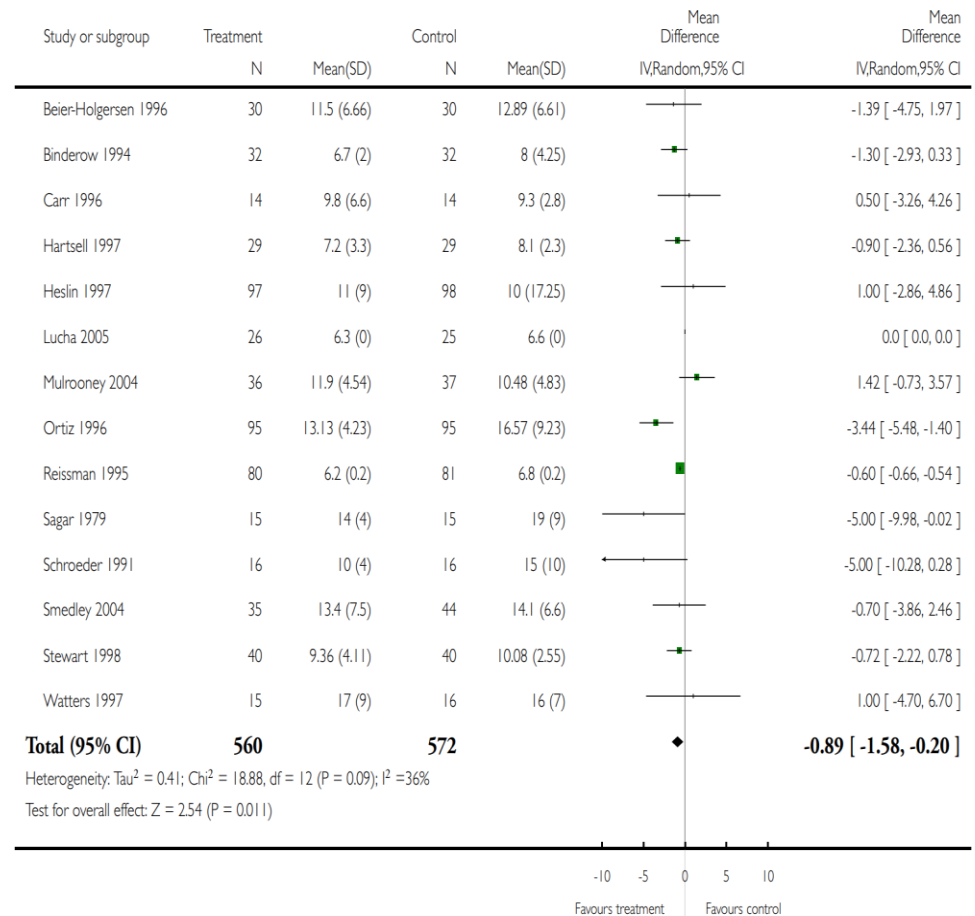 Study or subgroup Treatment Control Mean Difference Mean Difference
N Mean(SD) N Mean(SD) IV,Random,95% CI IV,Random,95% CI
Beier-Holgersen 1996 30 11.5 (6.66) 30 12.89 (6.61) -1.39 [ -4.75, 1.97 ]
Binderow 1994 32 6.7 (2) 32 8 (4.25) -1.30 [ -2.93, 0.33 ]
Carr 1996 14 9.8 (6.6) 14 9.3 (2.8) 0.50 [ -3.26, 4.26 ]
Hartsell 1997 29 7.2 (3.3) 29 8.1 (2.3) -0.90 [ -2.36, 0.56 ]
Heslin 1997 97 11 (9) 98 10 (17.25) 1.00 [ -2.86, 4.86 ]
Lucha 2005 26 6.3 (0) 25 6.6 (0) 0.0 [ 0.0, 0.0 ]
Mulrooney 2004 36 11.9 (4.54) 37 10.48 (4.83) 1.42 [ -0.73, 3.57 ]
Ortiz 1996 95 13.13 (4.23) 95 16.57 (9.23) -3.44 [ -5.48, -1.40 ]
Reissman 1995 80 6.2 (0.2) 81 6.8 (0.2) -0.60 [ -0.66, -0.54 ]
Sagar 1979 15 14 (4) 15 19 (9) -5.00 [ -9.98, -0.02 ]
Schroeder 1991 16 10 (4) 16 15 (10) -5.00 [ -10.28, 0.28 ]
Smedley 2004 35 13.4 (7.5) 44 14.1 (6.6) -0.70 [ -3.86, 2.46 ]
Stewart 1998 40 9.36 (4.11) 40 10.08 (2.55) -0.72 [ -2.22, 0.78 ]
Watters 1997 15 17 (9) 16 16 (7) 1.00 [ -4.70, 6.70 ]
Total (95% CI) 560 572 -0.89 [ -1.58, -0.20 ]
Heterogeneity: Tau² = 0.41; Chi² = 18.88, df = 12 (P = 0.09); I² =36%
Test for overall effect: Z = 2.54 (P = 0.011)
-10 -5 0 5 10
Favours treatment Favours control